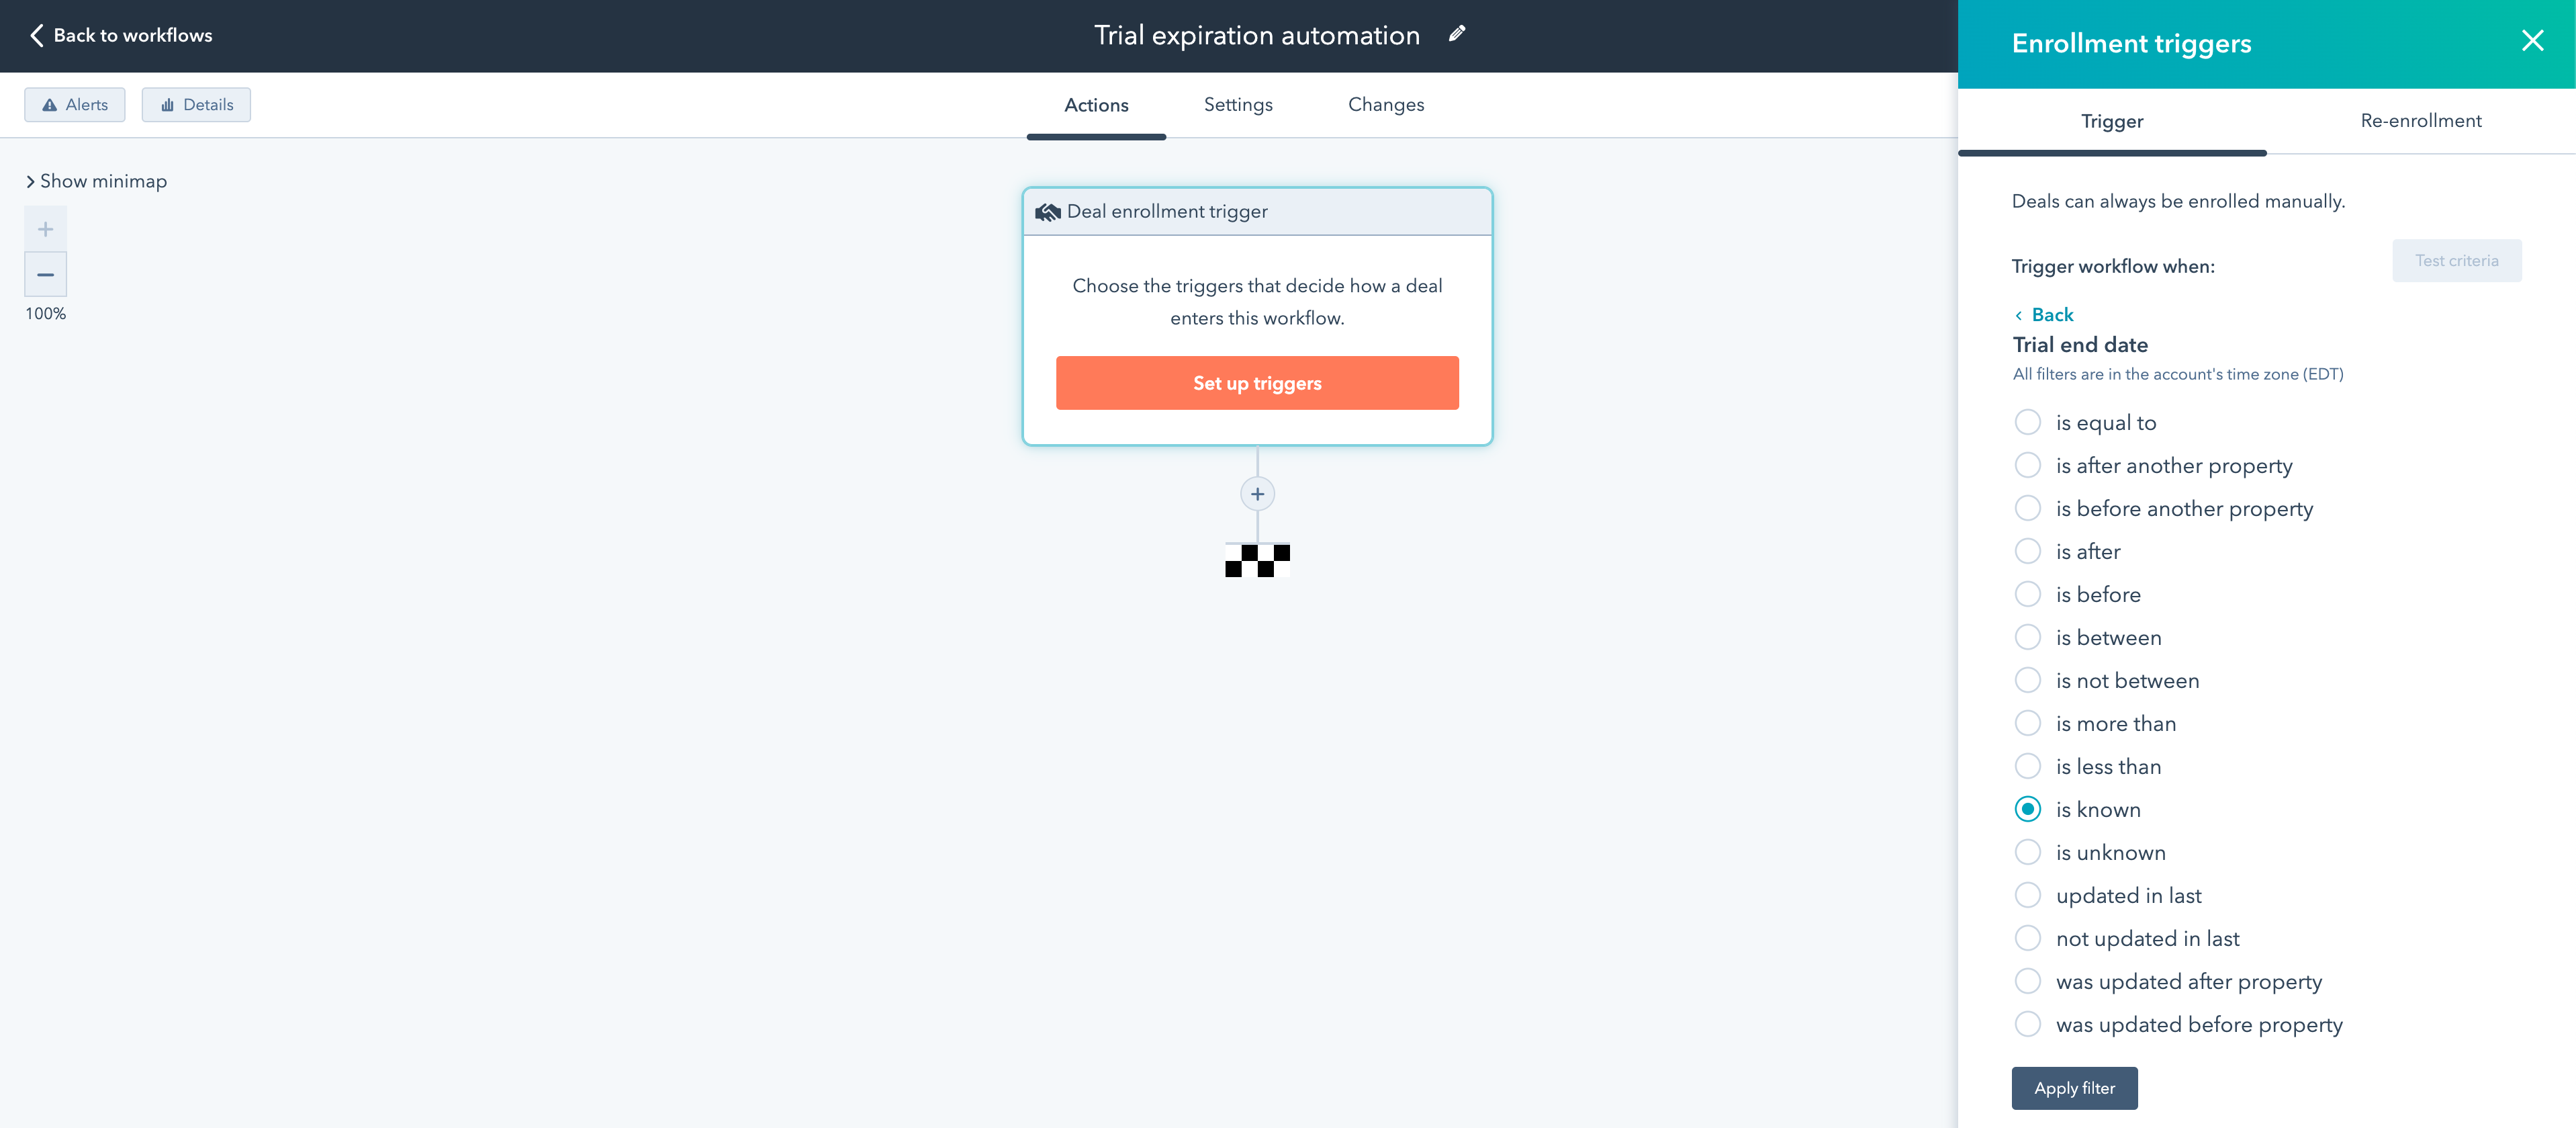 Back to workflows
Trial expiration automation
Alerts
Details
Actions
Settings
Changes
Show minimap
+
−
100%
Deal enrollment trigger
Choose the triggers that decide how a deal
enters this workflow.
Set up triggers
+
Enrollment triggers
Trigger
Re-enrollment
Deals can always be enrolled manually.
Trigger workflow when:
Test criteria
Back
Trial end date
All filters are in the account's time zone (EDT)
is equal to
is after another property
is before another property
is after
is before
is between
is not between
is more than
is less than
is known
is unknown
updated in last
not updated in last
was updated after property
was updated before property
Apply filter